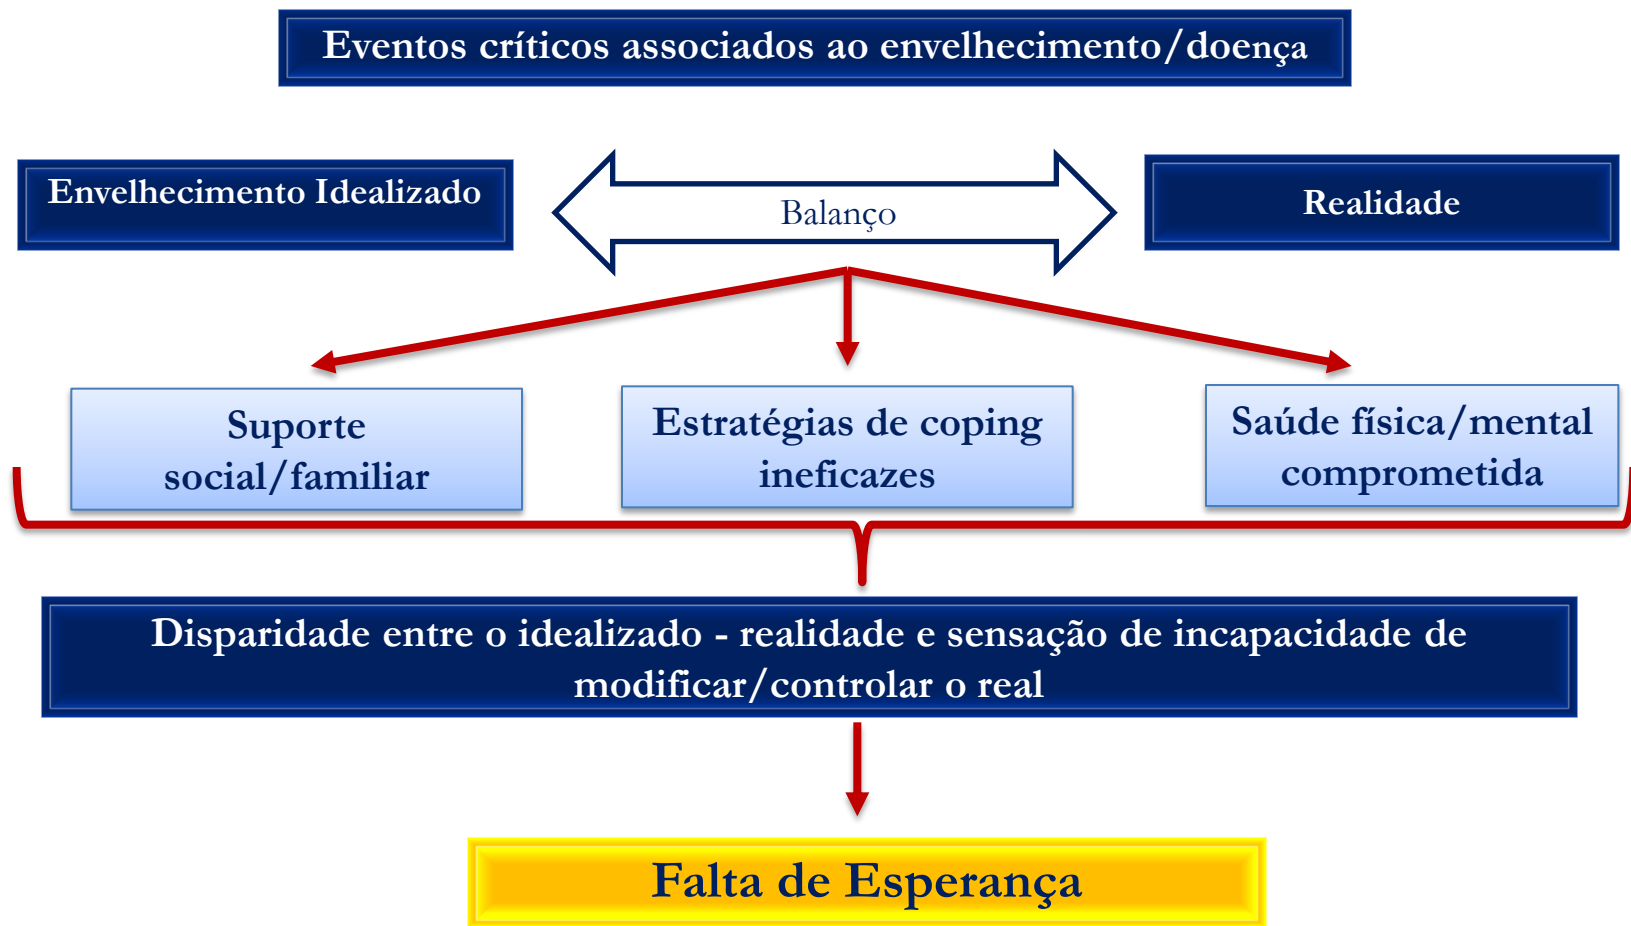 Eventos críticos associados ao envelhecimento/doença
Envelhecimento Idealizado
Balanço
Realidade
Suporte
social/familiar
Estratégias de coping
ineficazes
Saúde física/mental
comprometida
Disparidade entre o idealizado - realidade e sensação de incapacidade de
modificar/controlar o real
Falta de Esperança